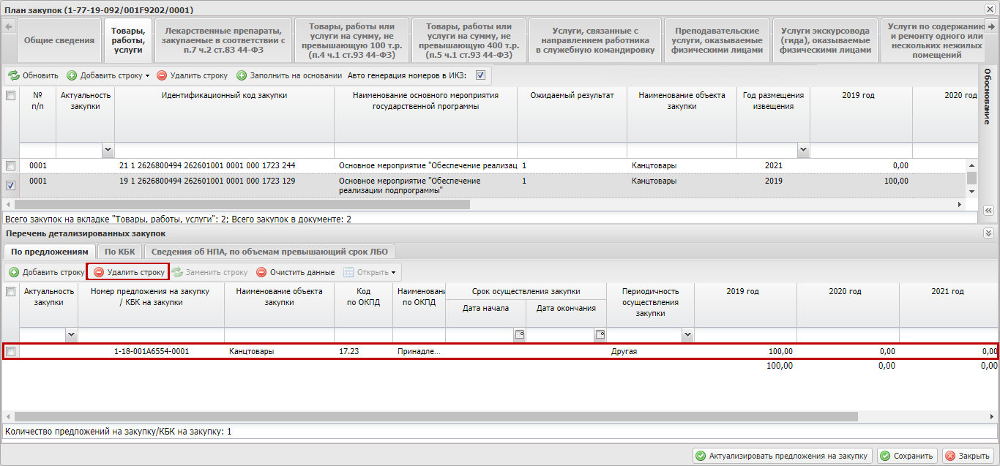 План закупок (1-77-19-092/001F9202/0001)
Общие сведения
Товары,
работы,
услуги
Лекарственные препараты,
закупаемые в соответствии с
п.7 ч.2 ст.83 44-ФЗ
Товары, работы или
услуги на сумму, не
превышающую 100 т.р.
(п.4 ч.1 ст.93 44-ФЗ)
Товары, работы или
услуги на сумму, не
превышающую 400 т.р.
(п.5 ч.1 ст.93 44-ФЗ)
Услуги, связанные с
направлением работника
в служебную командировку
Преподавательские
услуги, оказываемые
физическими лицами
Услуги экскурсовода
(гида), оказываемые
физическими лицами
Услуги по содержанию
и ремонту одного или
нескольких нежилых
помещений
Обновить Добавить строку Удалить строку Заполнить на основании Авто генерация номеров в ИКЗ:
Обоснование
№
п/п
Актуальность
закупки
Идентификационный код закупки
Наименование основного мероприятия
государственной программы
Ожидаемый результат
Наименование объекта
закупки
Год размещения
извещения
2019 год
2020 год
0001 21 1 2626800494 262601001 0001 000 1723 244 Основное мероприятие "Обеспечение реализац 1 Канцтовары 2021 0,00
0001 19 1 2626800494 262601001 0001 000 1723 129 Основное мероприятие "Обеспечение 1 Канцтовары 2019 100,00
реализации подпрограммы"
Всего закупок на вкладке "Товары, работы, услуги": 2; Всего закупок в документе: 2
Перечень детализированных закупок
По предложениям По КБК Сведения об НПА, по объемам превышающий срок ЛБО
Добавить строку Удалить строку Заменить строку Очистить данные Открыть
Актуальность
закупки
Номер предложения на закупку
/ КБК на закупки
Наименование объекта
закупки
Код
по ОКПД
Наименовани
по ОКПД
Срок осуществления закупки
Дата начала Дата окончания
Периодичность
осуществления
закупки
2019 год
2020 год
2021 год
1-18-001A6554-0001 Канцтовары 17.23 Принадле... Другая 100,00 0,00 0,00
100,00 0,00 0,00
Количество предложений на закупку/КБК на закупку: 1
Актуализировать предложения на закупку Сохранить Закрыть